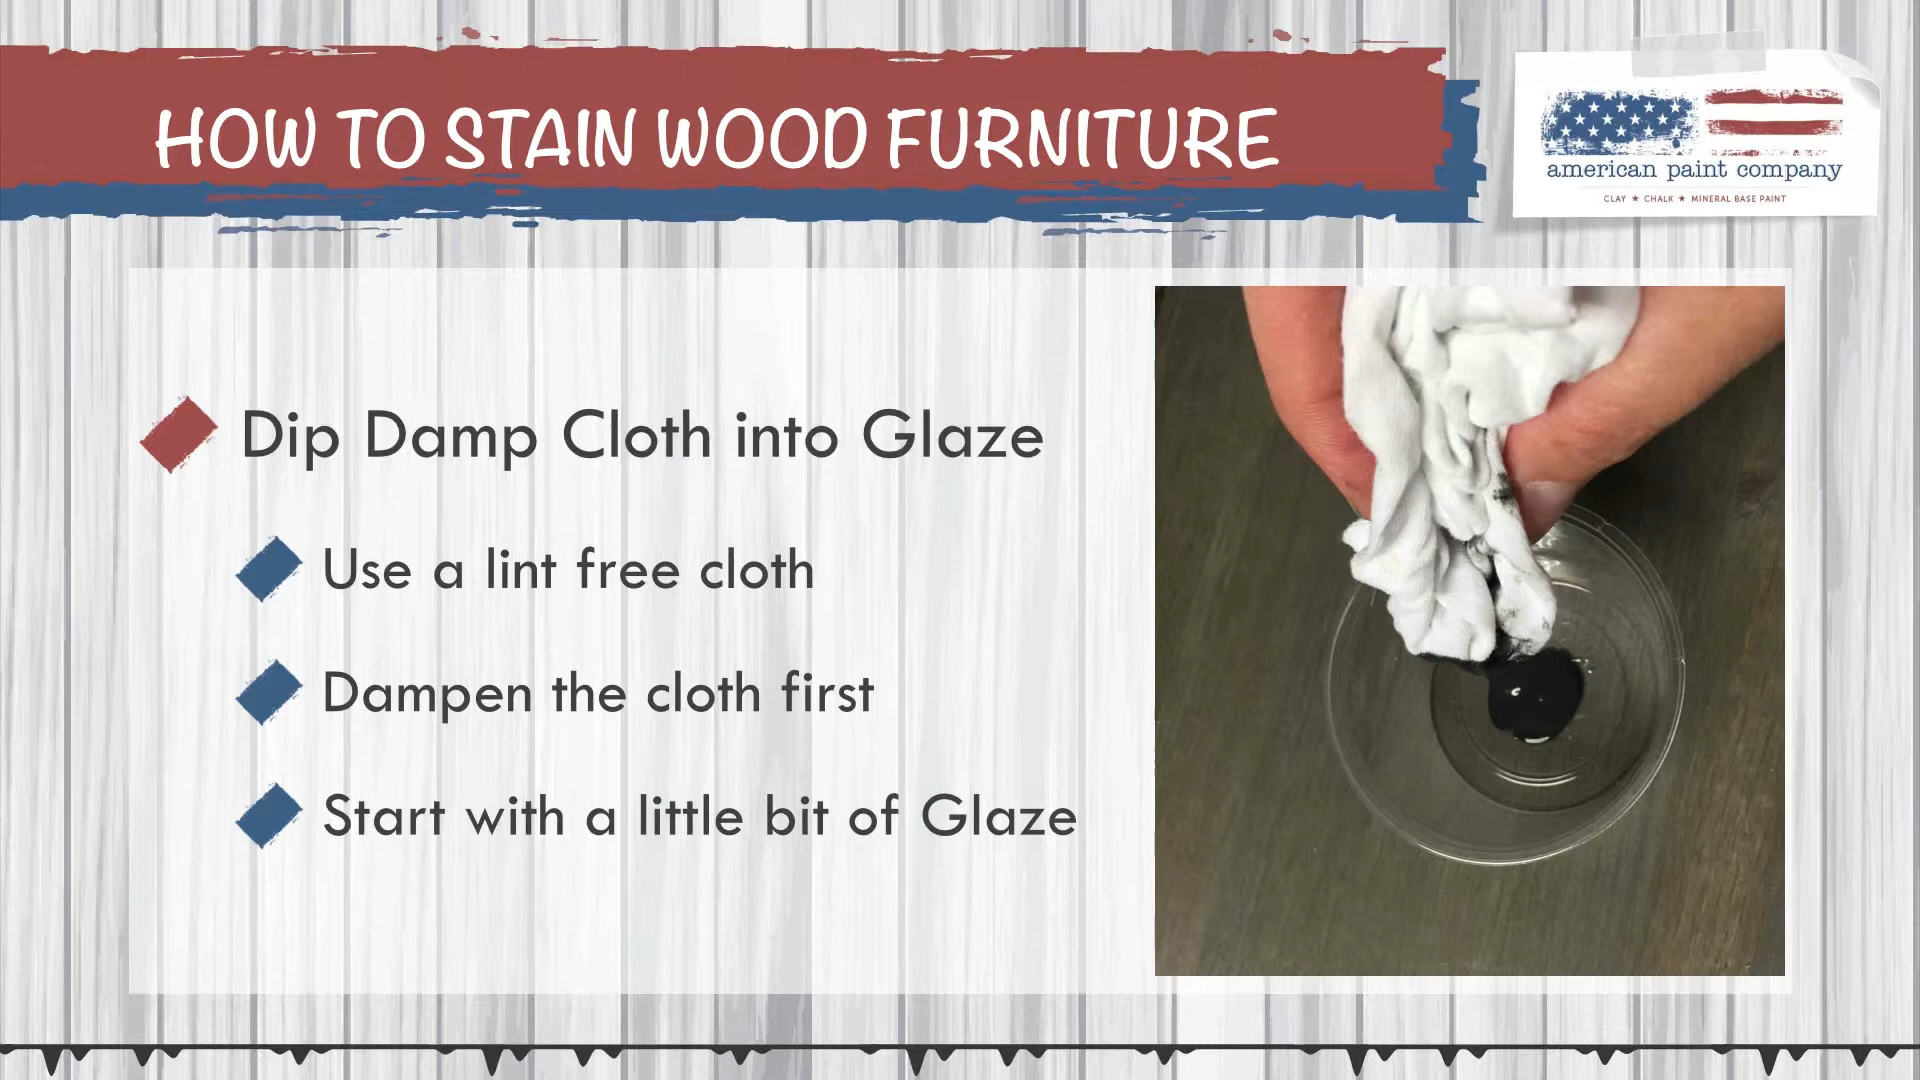 HOW TO STAIN WOOD FURNITURE
american paint company
CLAY ★ CHALK ★ MINERAL BASE PAINT
Dip Damp Cloth into Glaze
Use a lint free cloth
Dampen the cloth first
Start with a little bit of Glaze